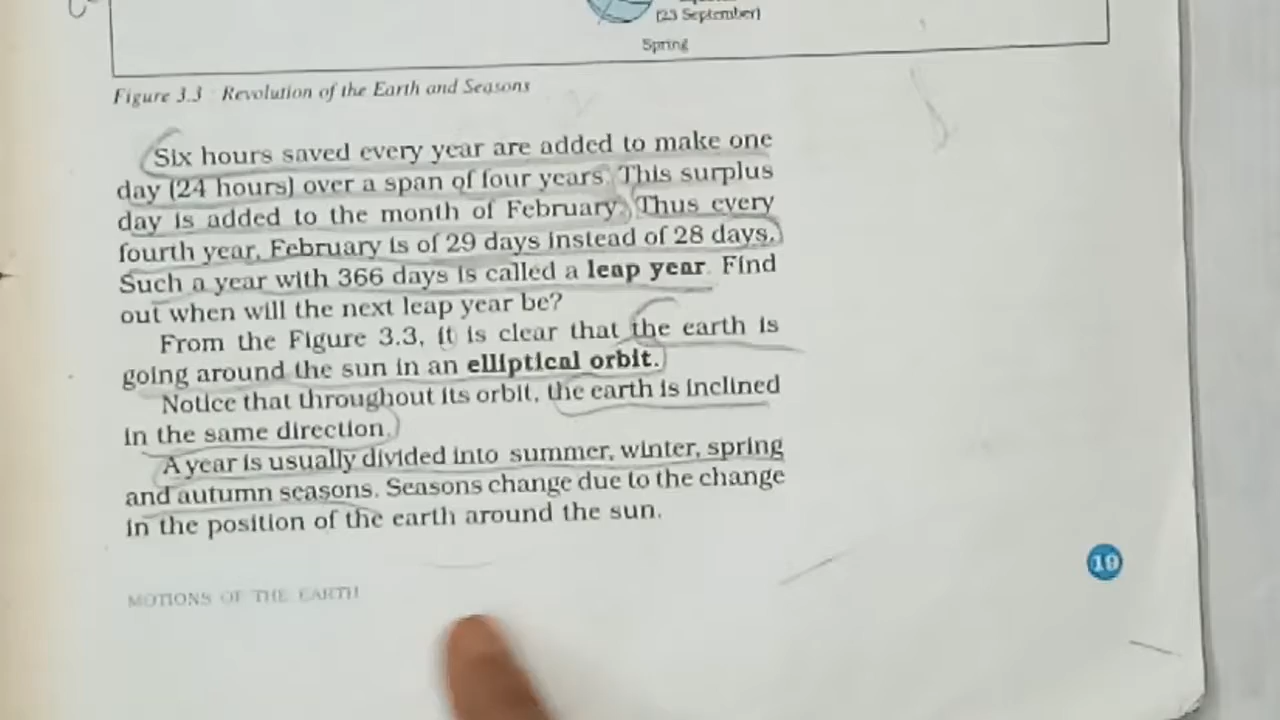 (23 September)
Spring
Figure 3.3 : Revolution of the Earth and Seasons
Six hours saved every year are added to make one
day (24 hours) over a span of four years. This surplus
day is added to the month of February. Thus every
fourth year, February is of 29 days instead of 28 days.
Such a year with 366 days is called a leap year. Find
out when will the next leap year be?
From the Figure 3.3, it is clear that the earth is
going around the sun in an elliptical orbit.
Notice that throughout its orbit, the earth is inclined
in the same direction.
A year is usually divided into summer, winter, spring
and autumn seasons. Seasons change due to the change
in the position of the earth around the sun.
MOTIONS OF THE EARTH
19